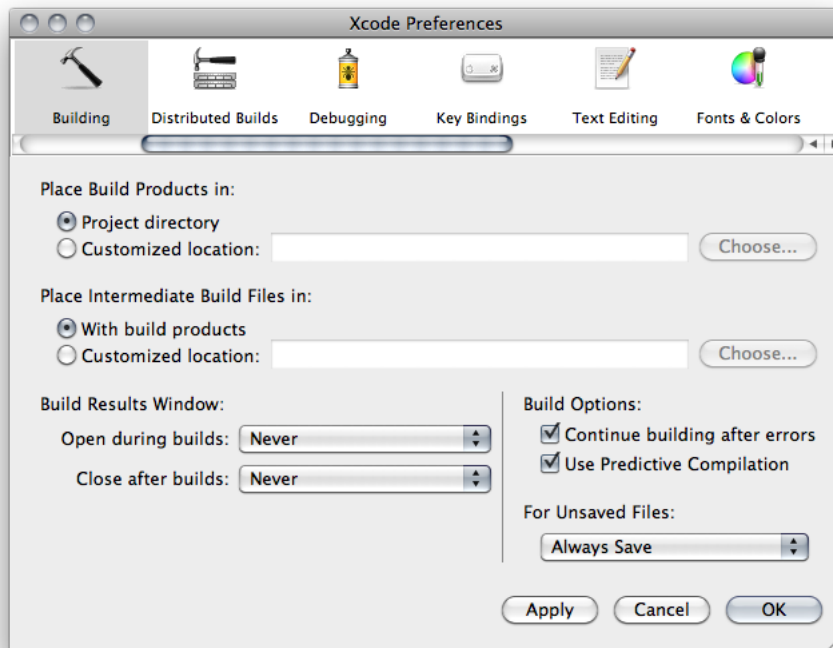 Xcode Preferences
Building Distributed Builds Debugging Key Bindings Text Editing Fonts & Colors
Place Build Products in:
Project directory
Customized location: Choose...
Place Intermediate Build Files in:
With build products
Customized location: Choose...
Build Results Window:
Open during builds: Never
Close after builds: Never
Build Options:
Continue building after errors
Use Predictive Compilation
For Unsaved Files:
Always Save
Apply Cancel OK